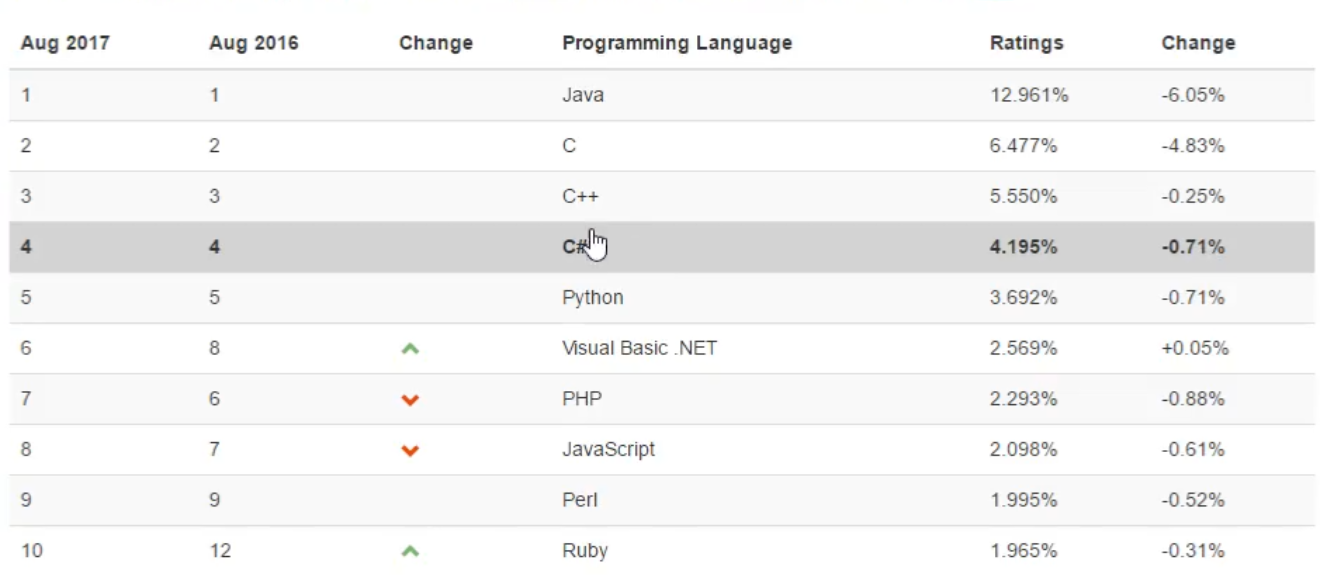 Aug 2017 Aug 2016 Change Programming Language Ratings Change
1 1 Java 12.961% -6.05%
2 2 C 6.477% -4.83%
3 3 C++ 5.550% -0.25%
4 4 C# 4.195% -0.71%
5 5 Python 3.692% -0.71%
6 8 Visual Basic .NET 2.569% +0.05%
7 6 PHP 2.293% -0.88%
8 7 JavaScript 2.098% -0.61%
9 9 Perl 1.995% -0.52%
10 12 Ruby 1.965% -0.31%